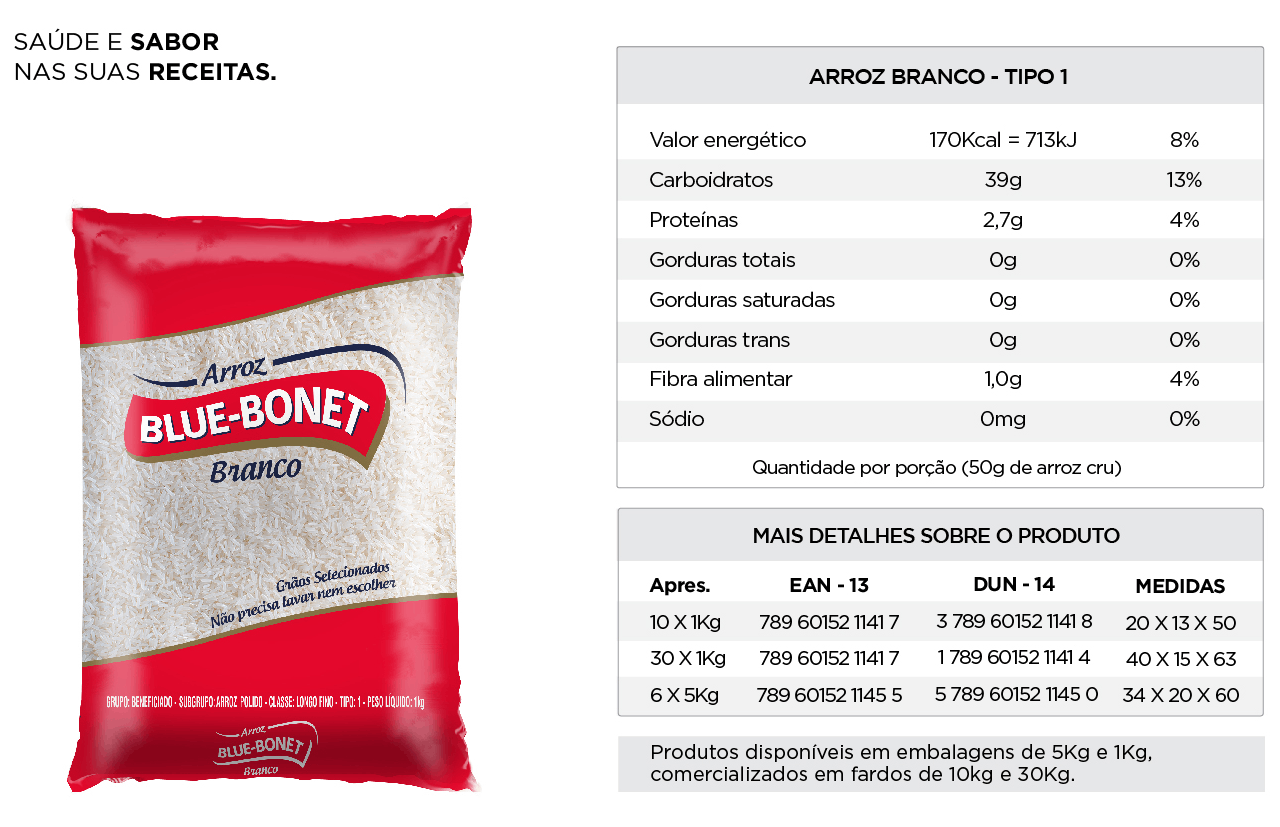 SAÚDE E SABOR
NAS SUAS RECEITAS.
Arroz
BLUE-BONET
Branco
Grãos Selecionados
Não precisa lavar nem escolher
GRUPO: BENEFICIADO - SUBGRUPO: ARROZ POLIDO - CLASSE: LONGO FINO - TIPO: 1 - PESO LÍQUIDO: 1kg
Arroz
BLUE-BONET
Branco
ARROZ BRANCO - TIPO 1
Valor energético 170Kcal = 713kJ 8%
Carboidratos 39g 13%
Proteínas 2,7g 4%
Gorduras totais 0g 0%
Gorduras saturadas 0g 0%
Gorduras trans 0g 0%
Fibra alimentar 1,0g 4%
Sódio 0mg 0%
Quantidade por porção (50g de arroz cru)
MAIS DETALHES SOBRE O PRODUTO
Apres. EAN - 13 DUN - 14 MEDIDAS
10 X 1Kg 789 60152 1141 7 3 789 60152 1141 8 20 X 13 X 50
30 X 1Kg 789 60152 1141 7 1 789 60152 1141 4 40 X 15 X 63
6 X 5Kg 789 60152 1145 5 5 789 60152 1145 0 34 X 20 X 60
Produtos disponíveis em embalagens de 5Kg e 1Kg,
comercializados em fardos de 10kg e 30Kg.